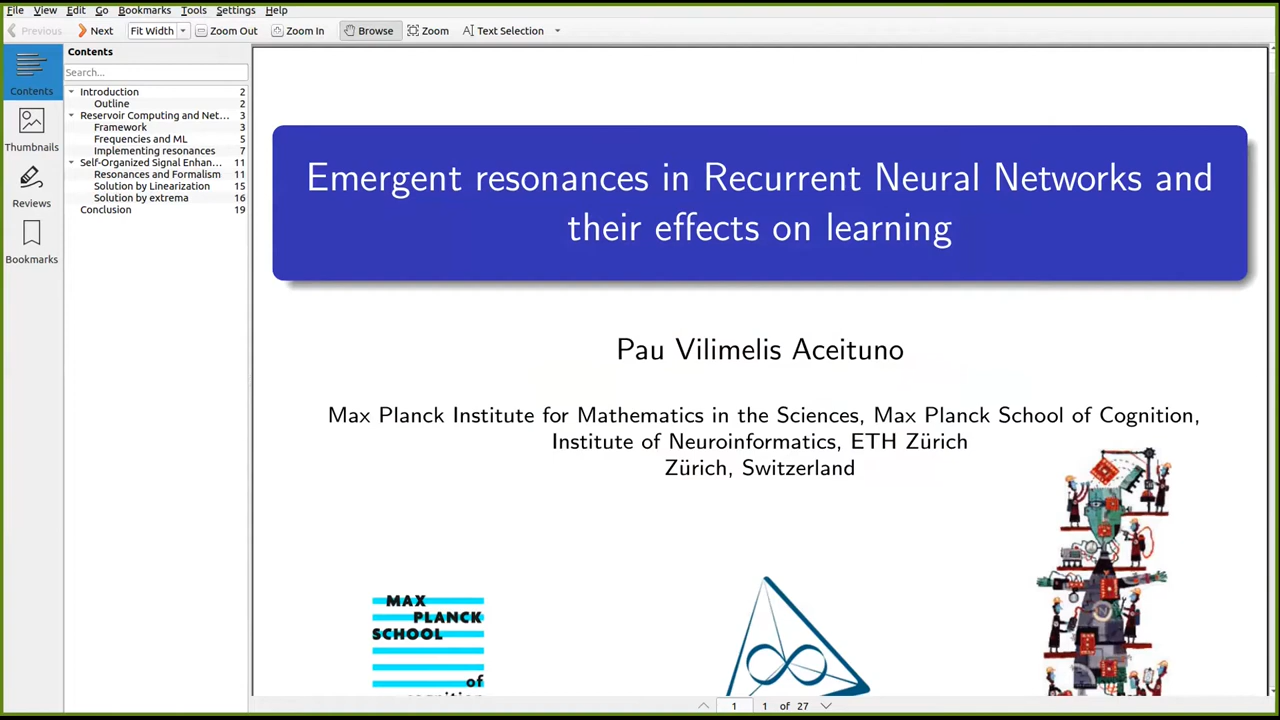 File View Edit Go Bookmarks Tools Settings Help
Previous Next Fit Width Zoom Out Zoom In Browse Zoom Text Selection
Contents
Search...
Contents
Thumbnails
Reviews
Bookmarks
Introduction 2
Outline 2
Reservoir Computing and Net... 3
Framework 3
Frequencies and ML 5
Implementing resonances 7
Self-Organized Signal Enhan... 11
Resonances and Formalism 11
Solution by Linearization 15
Solution by extrema 16
Conclusion 19
Emergent resonances in Recurrent Neural Networks and
their effects on learning
Pau Vilimelis Aceituno
Max Planck Institute for Mathematics in the Sciences, Max Planck School of Cognition,
Institute of Neuroinformatics, ETH Zürich
Zürich, Switzerland
MAX
PLANCK
SCHOOL
of
1 1 of 27